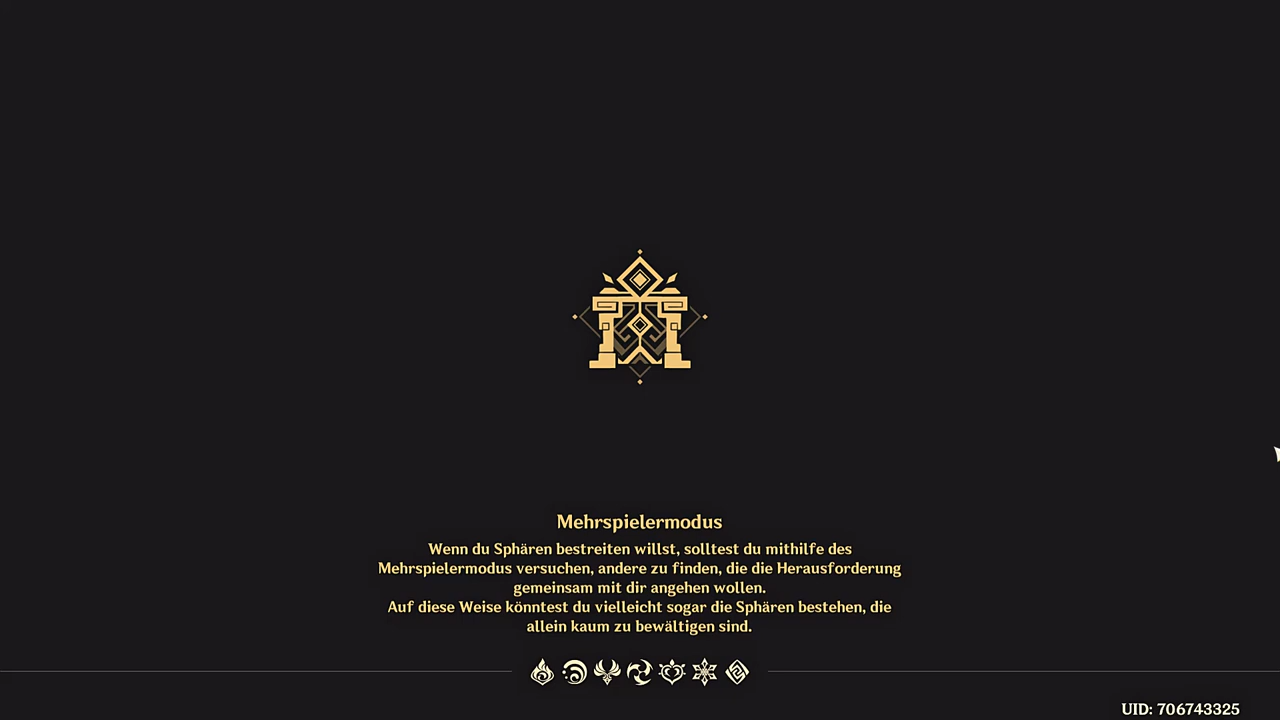 Mehrspielermodus
Wenn du Sphären bestreiten willst, solltest du mithilfe des
Mehrspielermodus versuchen, andere zu finden, die die Herausforderung
gemeinsam mit dir angehen wollen.
Auf diese Weise könntest du vielleicht sogar die Sphären bestehen, die
allein kaum zu bewältigen sind.
UID: 706743325